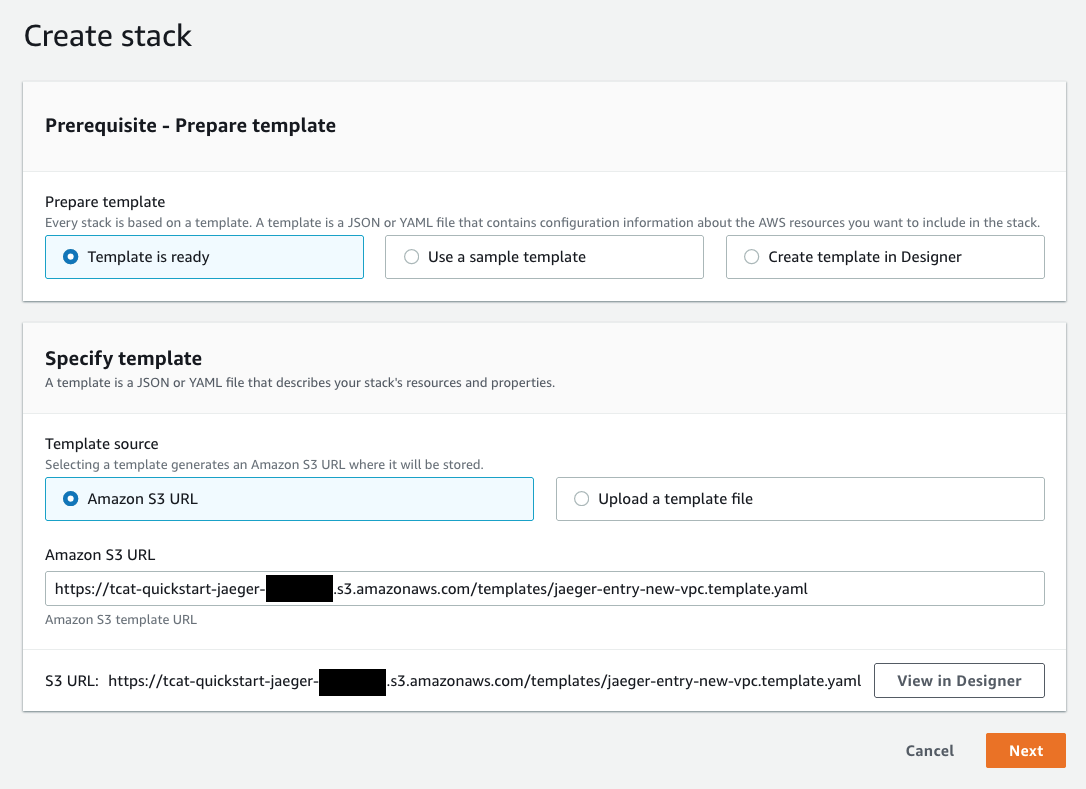 Create stack
Prerequisite - Prepare template
Prepare template
Every stack is based on a template. A template is a JSON or YAML file that contains configuration information about the AWS resources you want to include in the stack.
Template is ready
Use a sample template
Create template in Designer
Specify template
A template is a JSON or YAML file that describes your stack's resources and properties.
Template source
Selecting a template generates an Amazon S3 URL where it will be stored.
Amazon S3 URL
Upload a template file
Amazon S3 URL
https://tcat-quickstart-jaeger- .s3.amazonaws.com/templates/jaeger-entry-new-vpc.template.yaml
Amazon S3 template URL
S3 URL: https://tcat-quickstart-jaeger- .s3.amazonaws.com/templates/jaeger-entry-new-vpc.template.yaml
View in Designer
Cancel
Next